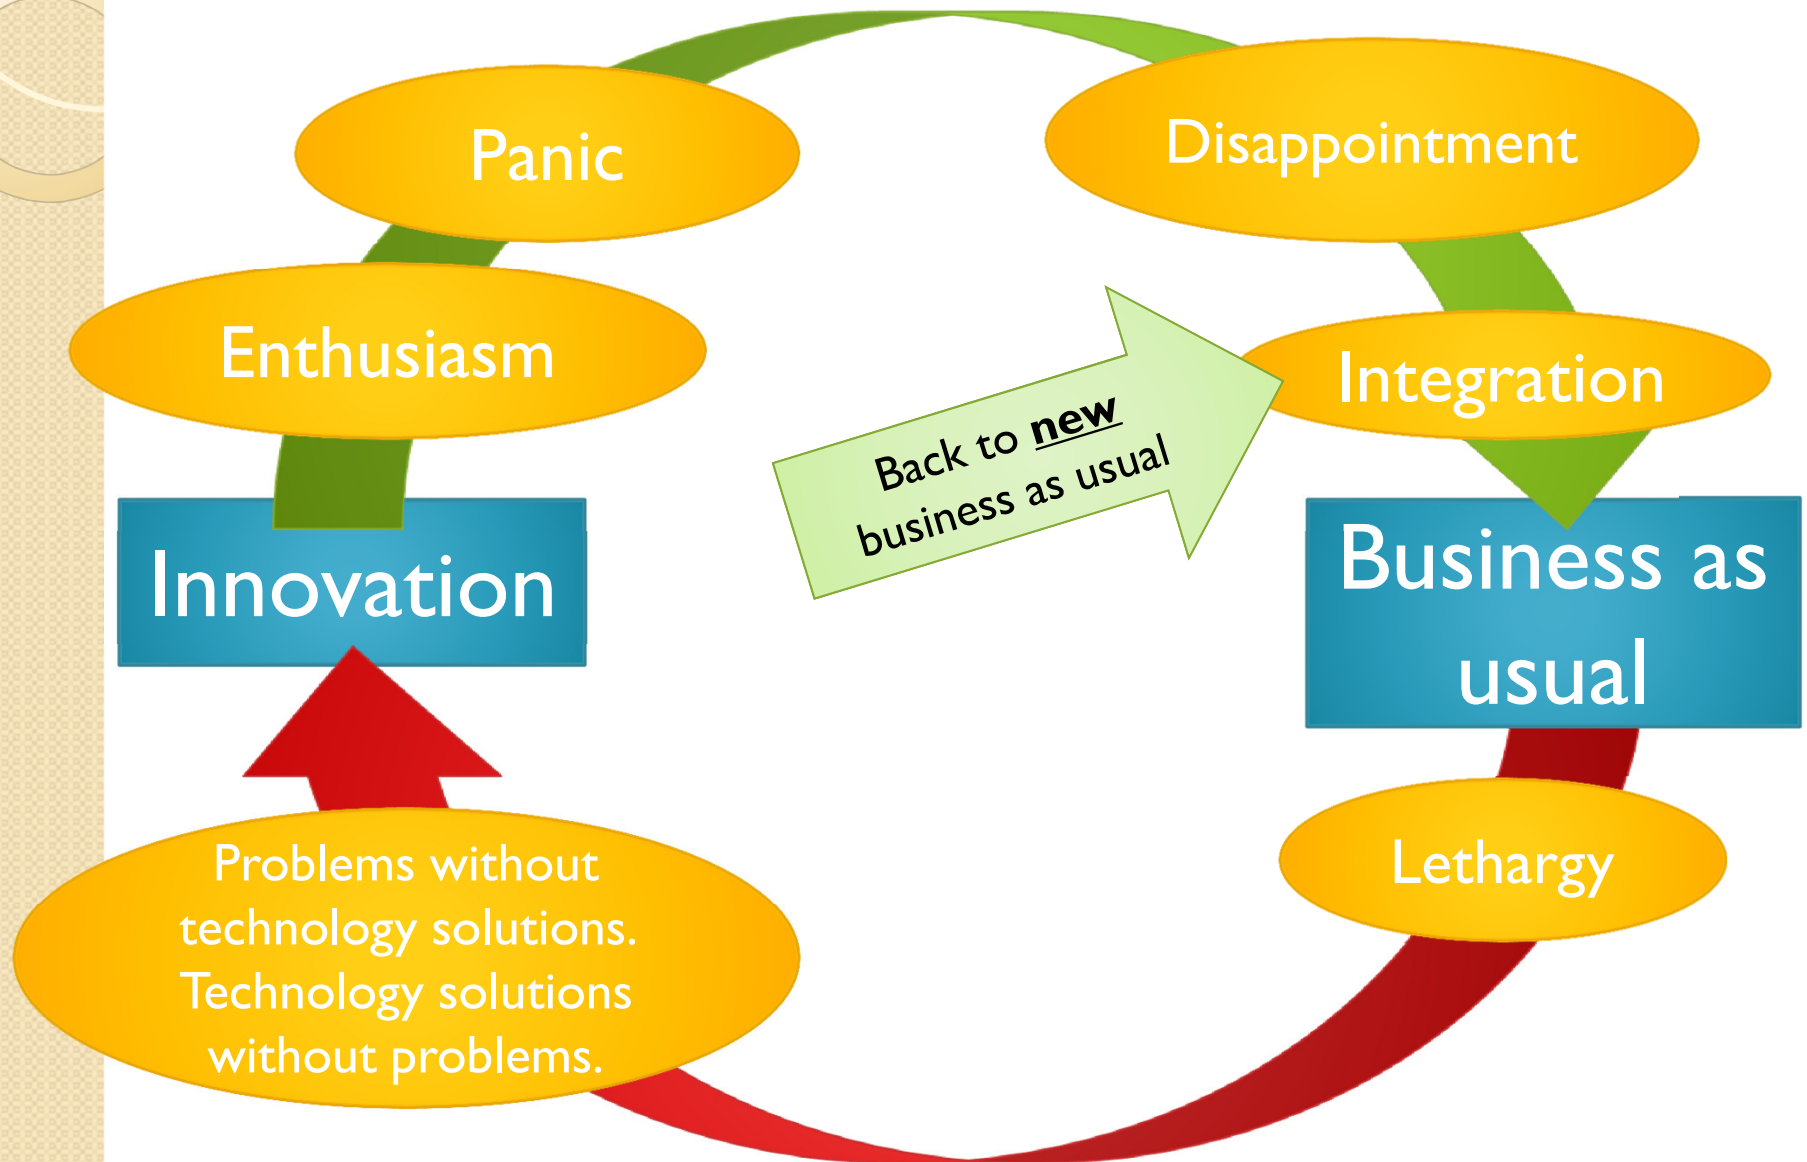 Panic
Disappointment
Enthusiasm
Integration
Back to new
business as usual
Innovation
Business as
usual
Problems without
technology solutions.
Technology solutions
without problems.
Lethargy